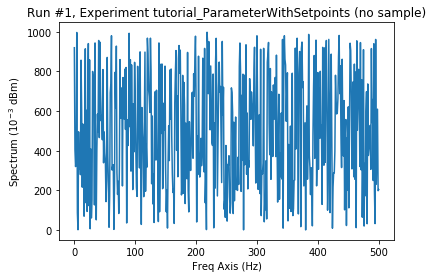 Run #1, Experiment tutorial_ParameterWithSetpoints (no sample)
1000
800
600
400
200
0
Spectrum (10⁻³ dBm)
0 100 200 300 400 500
Freq Axis (Hz)